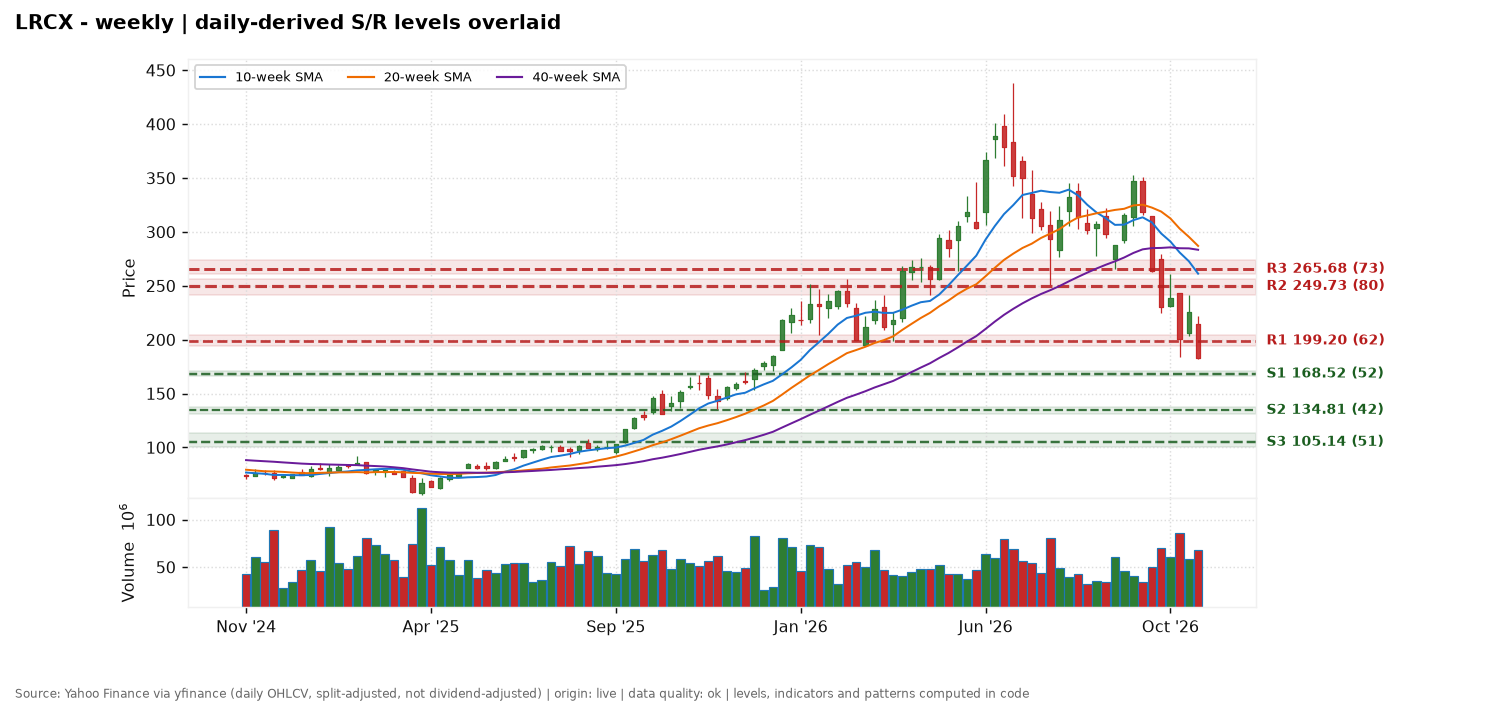 LRCX - weekly | daily-derived S/R levels overlaid
10-week SMA
20-week SMA
40-week SMA
Price
450
400
350
300
250
200
150
100
R3 265.68 (73)
R2 249.73 (80)
R1 199.20 (62)
S1 168.52 (52)
S2 134.81 (42)
S3 105.14 (51)
Volume 10⁶
100
50
Nov '24
Apr '25
Sep '25
Jan '26
Jun '26
Oct '26
Source: Yahoo Finance via yfinance (daily OHLCV, split-adjusted, not dividend-adjusted) | origin: live | data quality: ok | levels, indicators and patterns computed in code